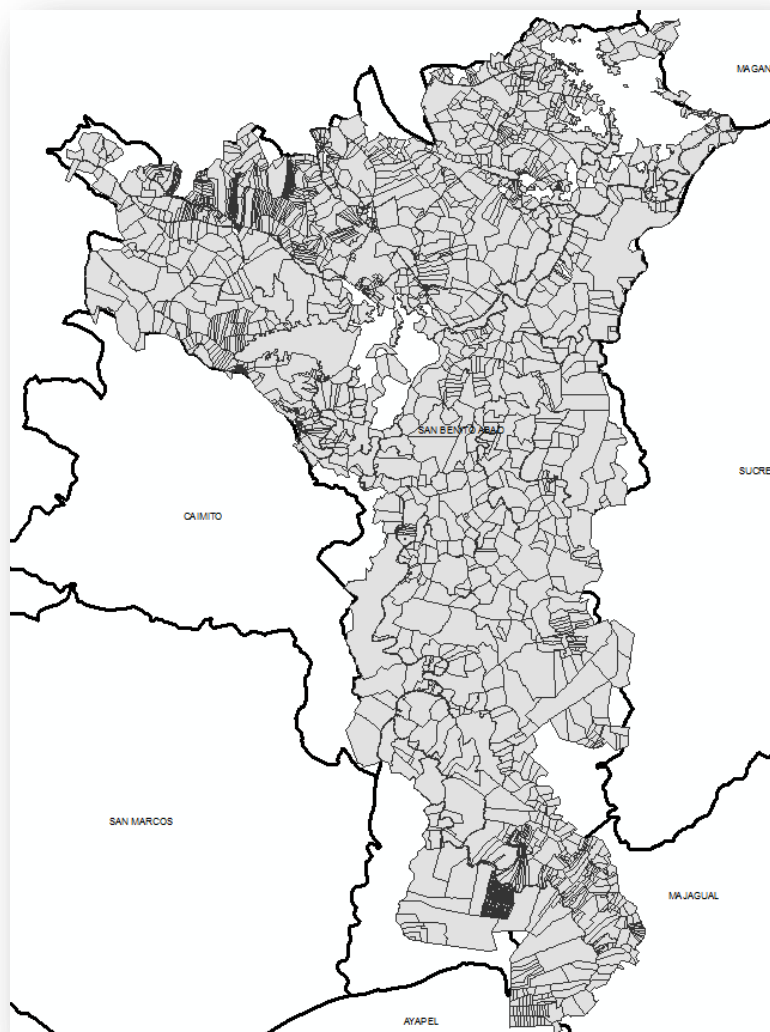 MAGAN
SAN BENITO ABAD
SUCRE
CAIMITO
SAN MARCOS
MAJAGUAL
AYAPEL